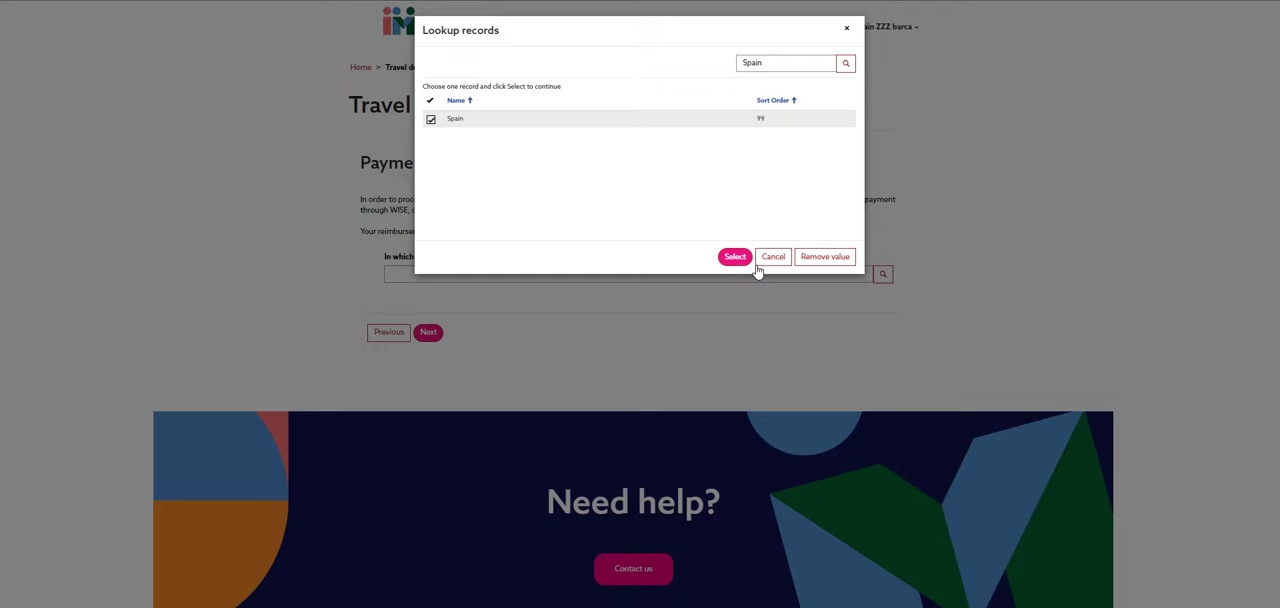 Lookup records
×
ain ZZZ barca
Home > Travel de
Spain
Choose one record and click Select to continue
Travel
Name Sort Order
Spain 99
Payme
In order to proc payment
through WISE,
Your reimburse
In which
Select Cancel Remove value
Previous Next
Need help?
Contact us